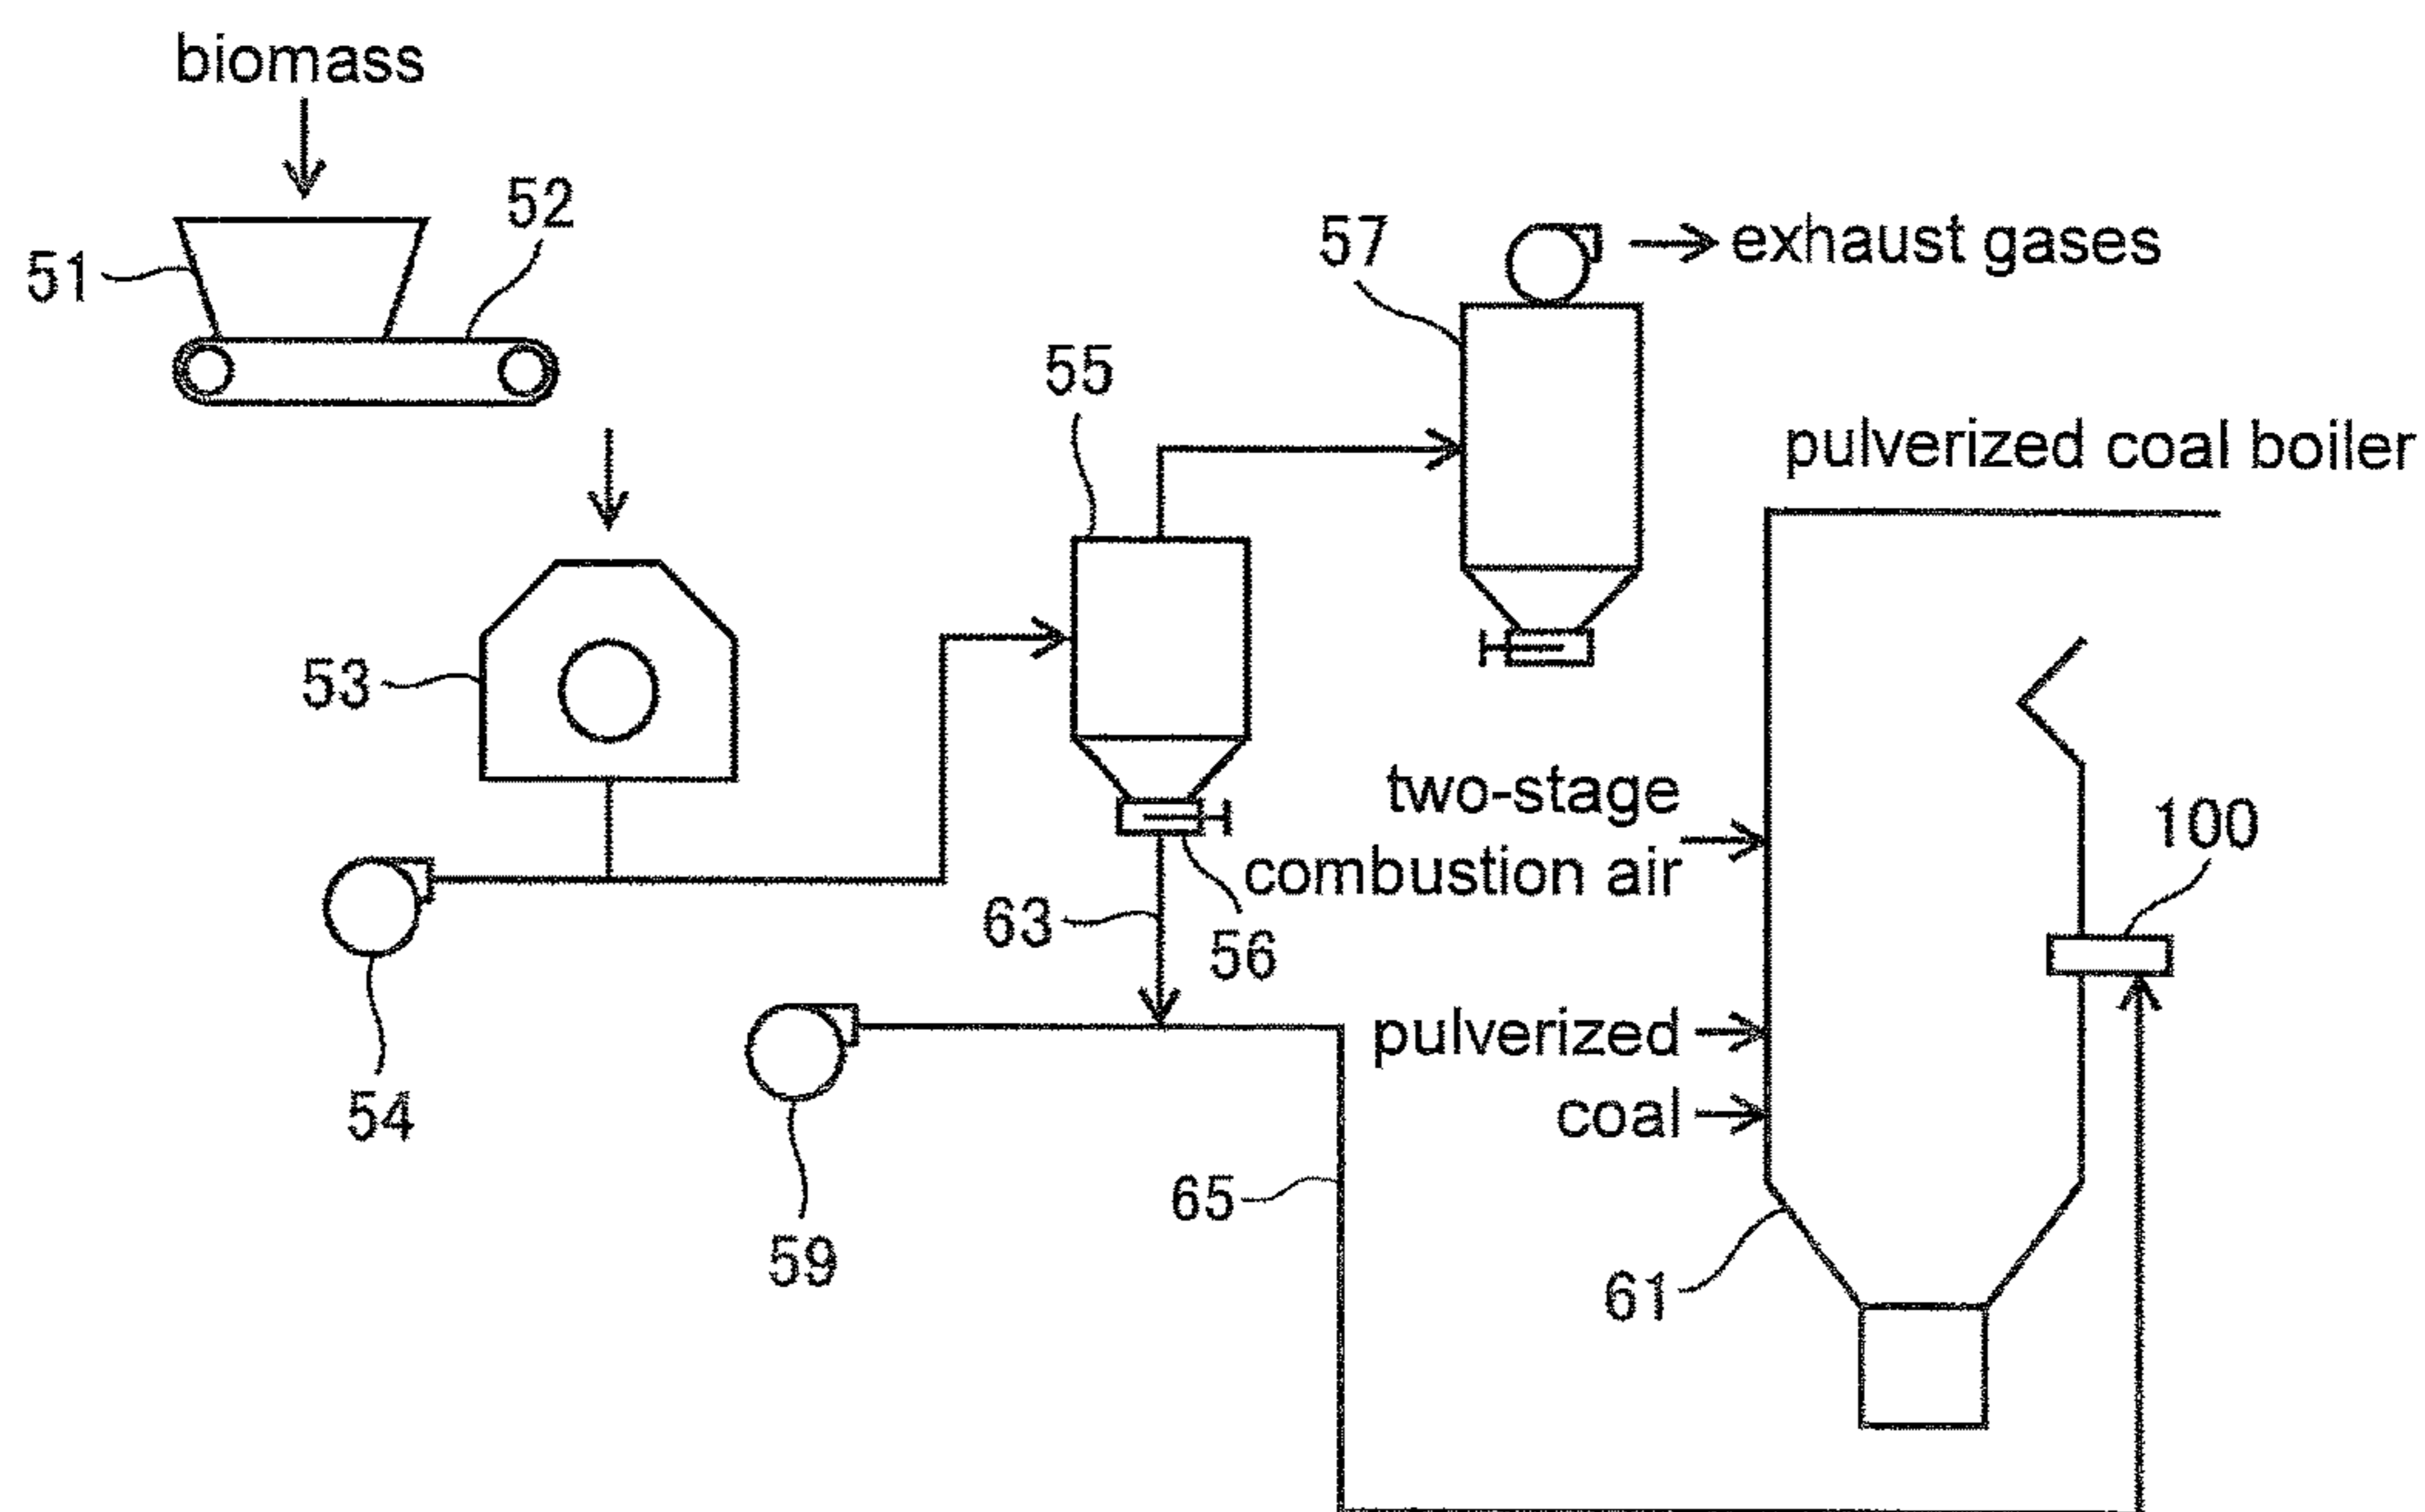 biomass
52
51
57
exhaust gases
55
pulverized coal boiler
53
two-stage
combustion air
100
63
56
pulverized
coal
54
65
59
61